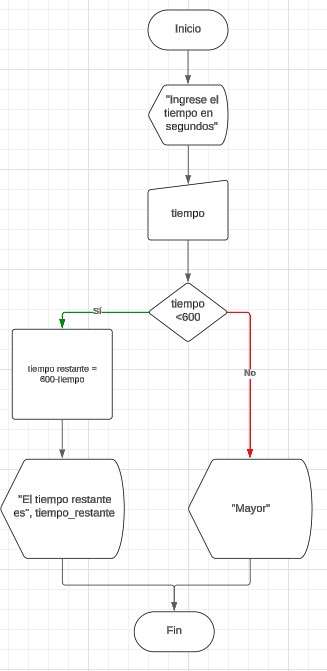 Inicio
"Ingrese el
tiempo en
segundos"
tiempo
tiempo
<600
Sí
No
tiempo restante =
600-tiempo
"El tiempo restante
es", tiempo_restante
"Mayor"
Fin